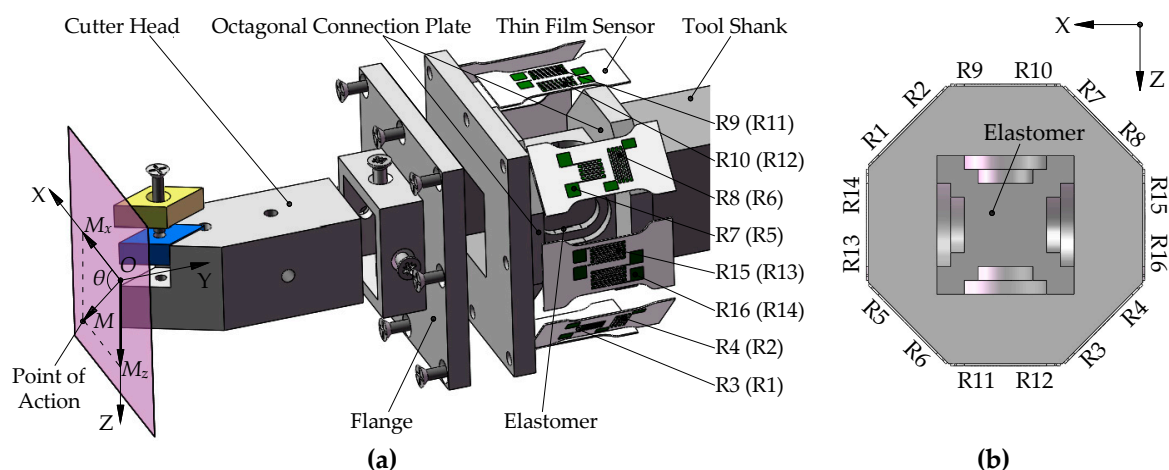 Cutter Head
Octagonal Connection Plate
Thin Film Sensor
Tool Shank
R9 (R11)
R10 (R12)
R8 (R6)
R7 (R5)
R15 (R13)
R16 (R14)
R4 (R2)
R3 (R1)
X
Mx
O
θ
Y
M
Mz
Point of
Action
Z
Flange
Elastomer
(a)
X
Z
R9
R10
R2
R7
R1
R8
Elastomer
R14
R15
R13
R16
R5
R4
R6
R3
R11
R12
(b)